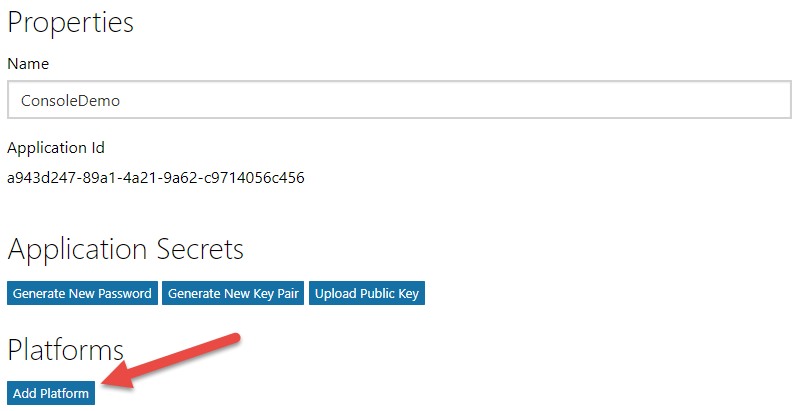 Properties
Name
ConsoleDemo
Application Id
a943d247-89a1-4a21-9a62-c9714056c456
Application Secrets
Generate New Password Generate New Key Pair Upload Public Key
Platforms
Add Platform